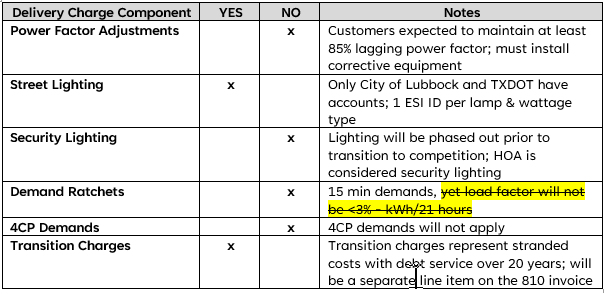 Delivery Charge Component YES NO Notes
Power Factor Adjustments x Customers expected to maintain at least
85% lagging power factor; must install
corrective equipment
Street Lighting x Only City of Lubbock and TXDOT have
accounts; 1 ESI ID per lamp & wattage
type
Security Lighting x Lighting will be phased out prior to
transition to competition; HOA is
considered security lighting
Demand Ratchets x 15 min demands, yet load factor will not
be <3% - kWh/21 hours
4CP Demands x 4CP demands will not apply
Transition Charges x Transition charges represent stranded
costs with debt service over 20 years; will
be a separate line item on the 810 invoice